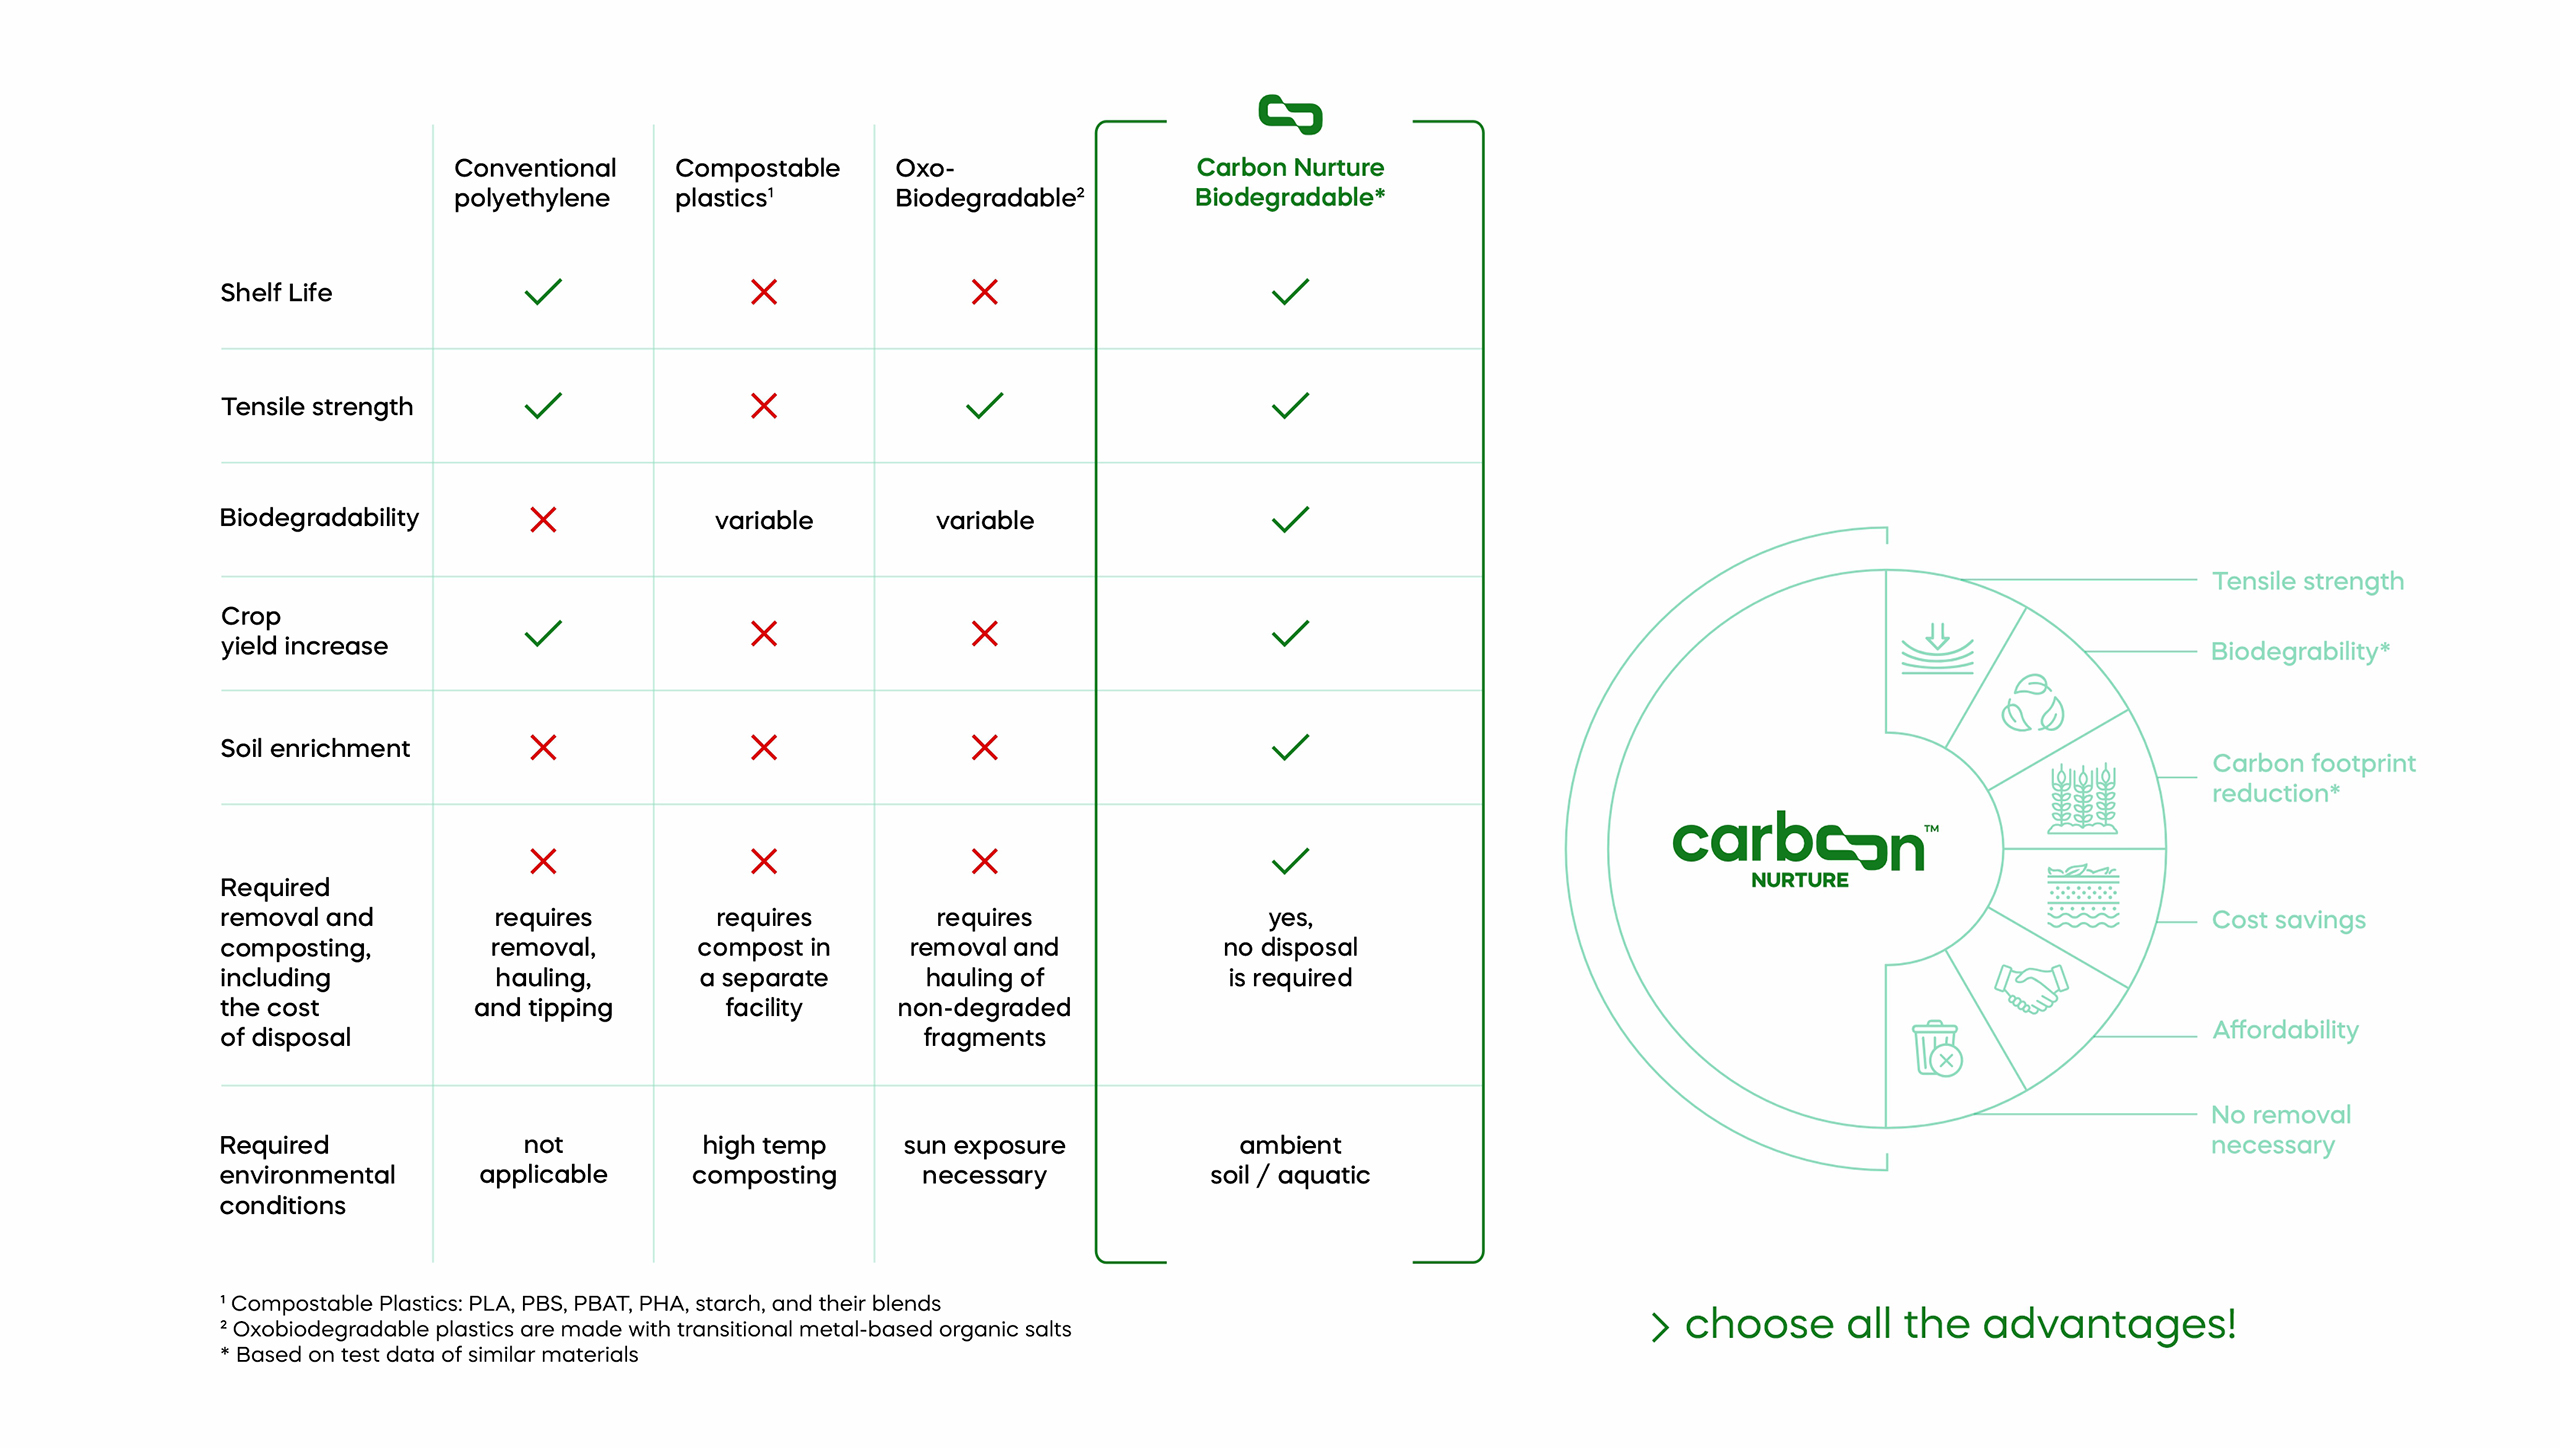 Conventional
polyethylene
Compostable
plastics¹
Oxo-
Biodegradable²
Carbon Nurture
Biodegradable*
Shelf Life
Tensile strength
Biodegradability
variable
variable
Crop
yield increase
Soil enrichment
Required
removal and
composting,
including
the cost
of disposal
requires
removal,
hauling,
and tipping
requires
compost in
a separate
facility
requires
removal and
hauling of
non-degraded
fragments
yes,
no disposal
is required
Required
environmental
conditions
not
applicable
high temp
composting
sun exposure
necessary
ambient
soil / aquatic
¹ Compostable Plastics: PLA, PBS, PBAT, PHA, starch, and their blends
² Oxobiodegradable plastics are made with transitional metal-based organic salts
* Based on test data of similar materials
carbon™
NURTURE
Tensile strength
Biodegrability*
Carbon footprint
reduction*
Cost savings
Affordability
No removal
necessary
> choose all the advantages!